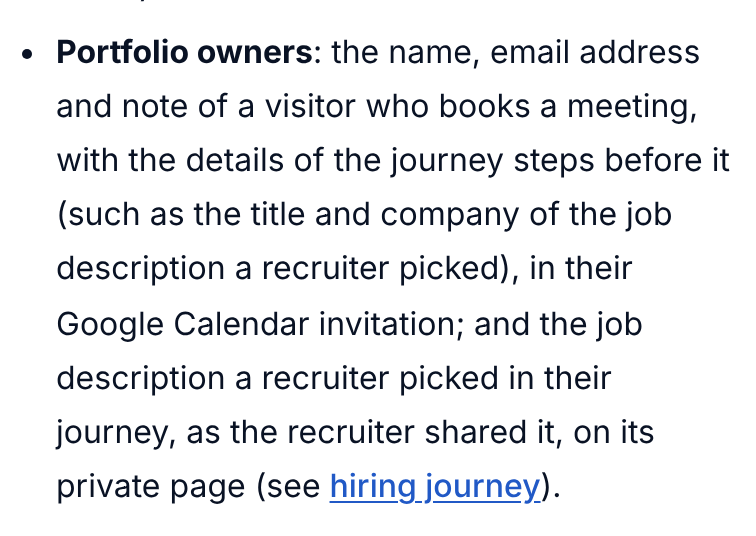 • Portfolio owners: the name, email address
and note of a visitor who books a meeting,
with the details of the journey steps before it
(such as the title and company of the job
description a recruiter picked), in their
Google Calendar invitation; and the job
description a recruiter picked in their
journey, as the recruiter shared it, on its
private page (see hiring journey).